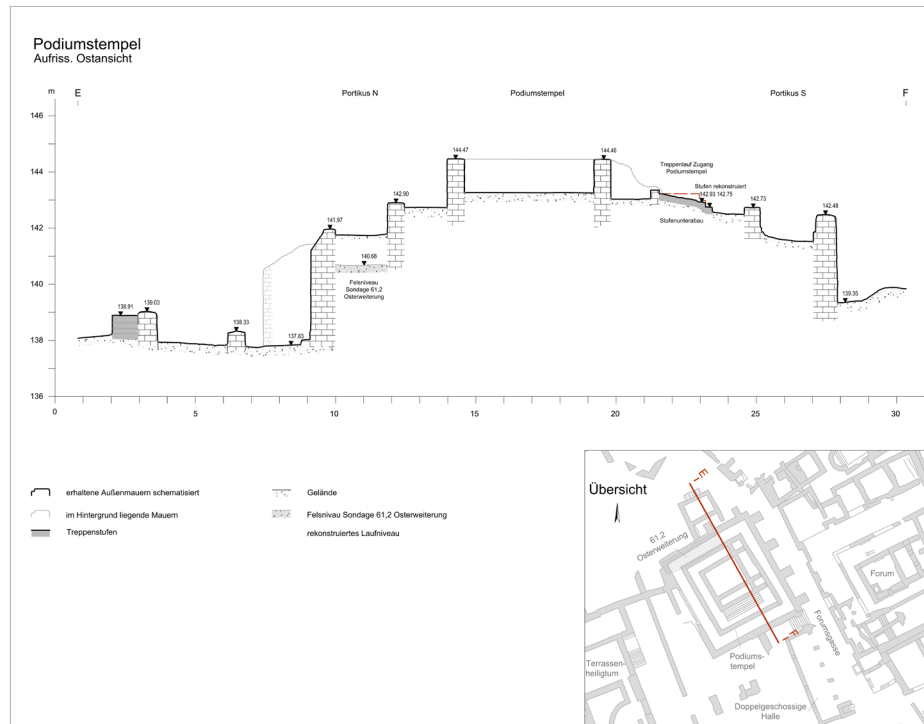 Podiumstempel
Aufriss. Ostansicht
m
E
Portikus N
Podiumstempel
Portikus S
F
146
144
142
140
138
136
144.47
144.46
142.90
141.97
140.68
Felsniveau
Sondage 61,2
Osterweiterung
138.91
139.03
138.33
137.83
Treppenlauf Zugang
Podiumstempel
Stufen rekonstruiert
142.93 142.75
Stufenunterabau
142.73
142.48
139.35
0
5
10
15
20
25
30
erhaltene Außenmauern schematisiert
im Hintergrund liegende Mauern
Treppenstufen
Gelände
Felsnivau Sondage 61,2 Osterweiterung
rekonstruiertes Laufniveau
Übersicht
E
61,2
Osterweiterung
Forum
Forumsgasse
F
Podiums-
tempel
Terrassen-
heiligtum
Doppelgeschossige
Halle